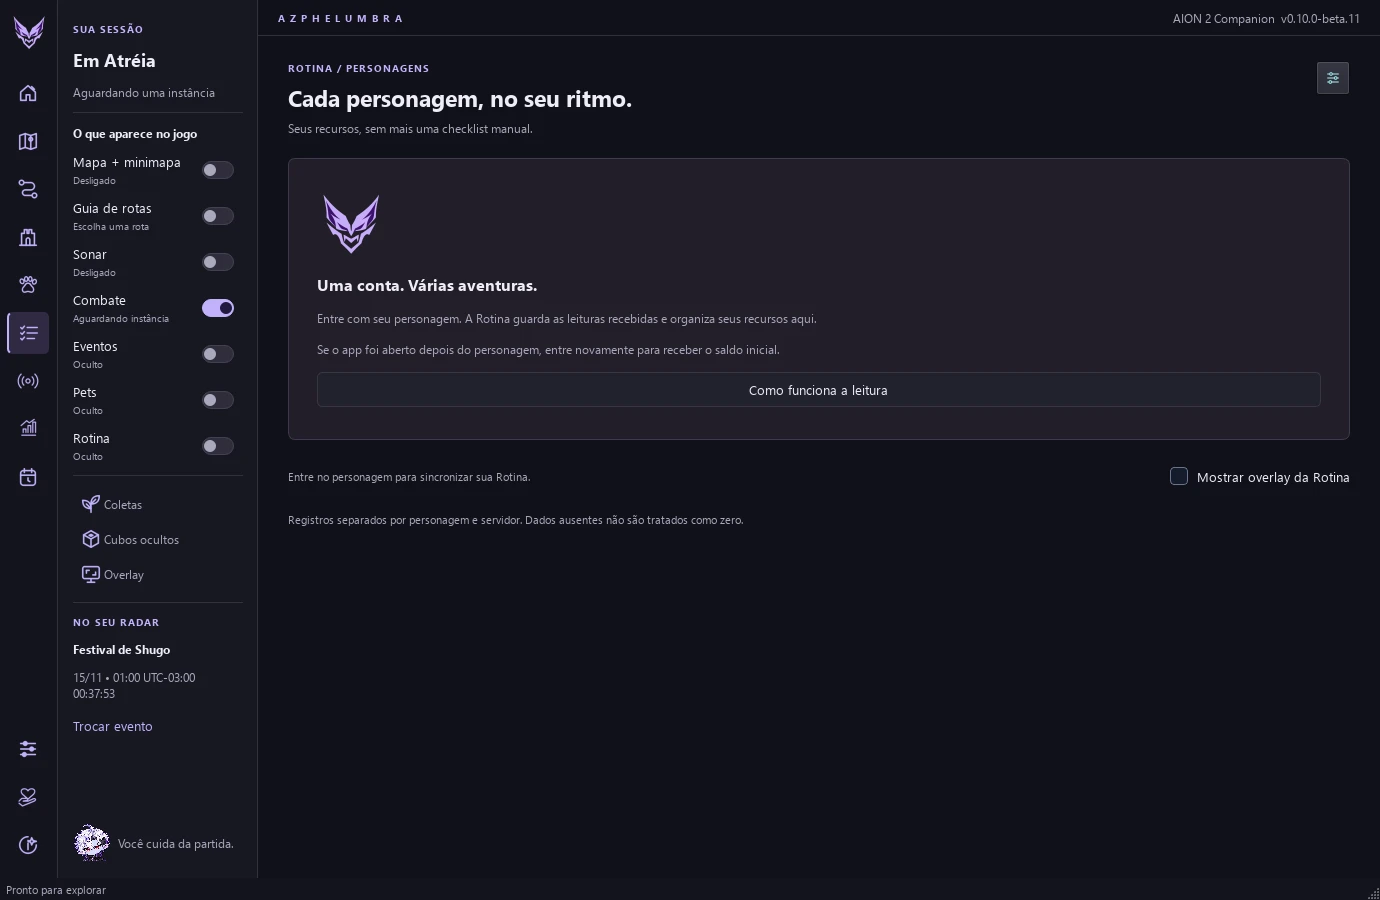 AZPHELUMBRA
AION 2 Companion v0.10.0-beta.11
SUA SESSÃO
Em Atréia
Aguardando uma instância
O que aparece no jogo
Mapa + minimapa
Desligado
Guia de rotas
Escolha uma rota
Sonar
Desligado
Combate
Aguardando instância
Eventos
Oculto
Pets
Oculto
Rotina
Oculto
Coletas
Cubos ocultos
Overlay
NO SEU RADAR
Festival de Shugo
15/11 • 01:00 UTC-03:00
00:37:53
Trocar evento
Você cuida da partida.
ROTINA / PERSONAGENS
Cada personagem, no seu ritmo.
Seus recursos, sem mais uma checklist manual.
Uma conta. Várias aventuras.
Entre com seu personagem. A Rotina guarda as leituras recebidas e organiza seus recursos aqui.
Se o app foi aberto depois do personagem, entre novamente para receber o saldo inicial.
Como funciona a leitura
Entre no personagem para sincronizar sua Rotina.
Mostrar overlay da Rotina
Registros separados por personagem e servidor. Dados ausentes não são tratados como zero.
Pronto para explorar